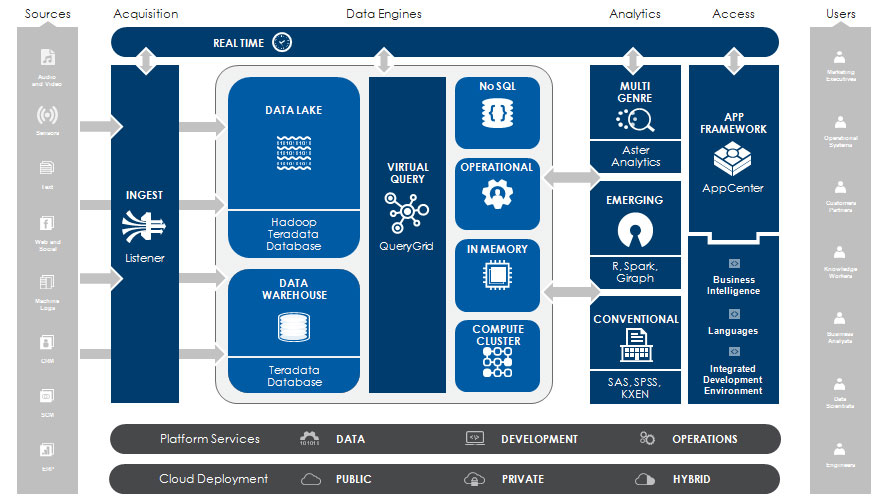 Sources
Acquisition
Data Engines
Analytics
Access
Users
REAL TIME
Audio
and Video
Sensors
Text
Web and
Social
Machine
Logs
CRM
SCM
ERP
INGEST
Listener
DATA LAKE
Hadoop
Teradata
Database
DATA
WAREHOUSE
Teradata
Database
VIRTUAL
QUERY
QueryGrid
No SQL
OPERATIONAL
IN MEMORY
COMPUTE
CLUSTER
MULTI
GENRE
Aster
Analytics
EMERGING
R, Spark,
Giraph
CONVENTIONAL
SAS, SPSS,
KXEN
APP
FRAMEWORK
AppCenter
Business
Intelligence
Languages
Integrated
Development
Environment
Marketing
Executives
Operational
Systems
Customers
Partners
Knowledge
Workers
Business
Analysts
Data
Scientists
Engineers
Platform Services
DATA
DEVELOPMENT
OPERATIONS
Cloud Deployment
PUBLIC
PRIVATE
HYBRID